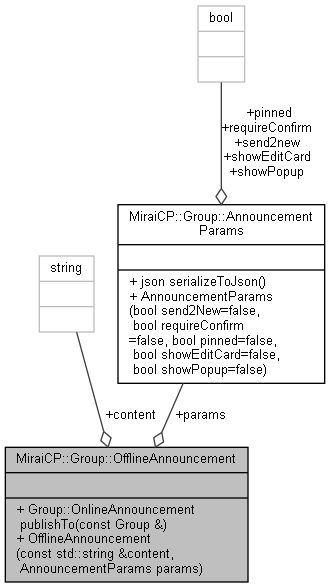 bool
+pinned
+requireConfirm
+send2new
+showEditCard
+showPopup
MiraiCP::Group::Announcement
Params
+ json serializeToJson()
+ AnnouncementParams
(bool send2New=false,
bool requireConfirm
=false, bool pinned=false,
bool showEditCard=false,
bool showPopup=false)
string
+content
+params
MiraiCP::Group::OfflineAnnouncement
+ Group::OnlineAnnouncement
publishTo(const Group &)
+ OfflineAnnouncement
(const std::string &content,
AnnouncementParams params)